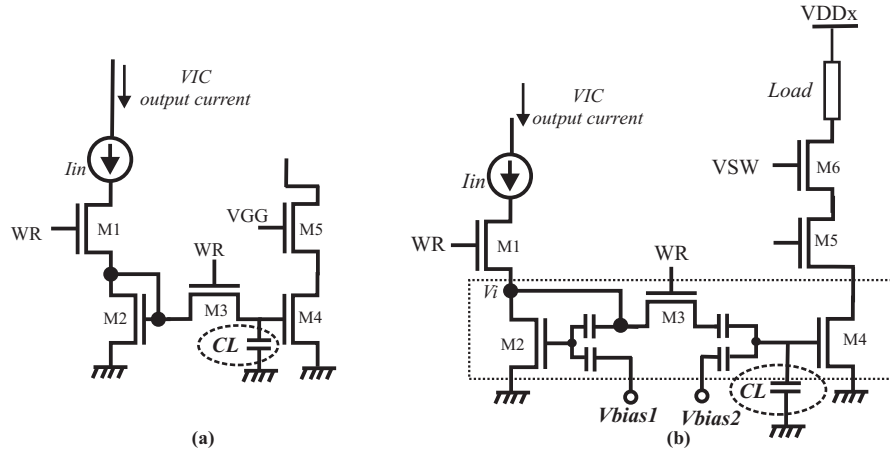 VIC
output current
Iin
WR
M1
WR
VGG
M5
M2
M3
M4
CL
(a)
VDDx
Load
VIC
output current
VSW
M6
Iin
WR
M1
M5
WR
Vi
M2
M3
M4
CL
Vbias1
Vbias2
(b)